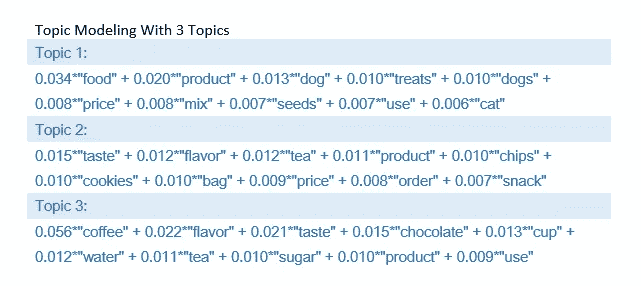 Topic Modeling With 3 Topics
Topic 1:
0.034*"food" + 0.020*"product" + 0.013*"dog" + 0.010*"treats" + 0.010*"dogs" +
0.008*"price" + 0.008*"mix" + 0.007*"seeds" + 0.007*"use" + 0.006*"cat"
Topic 2:
0.015*"taste" + 0.012*"flavor" + 0.012*"tea" + 0.011*"product" + 0.010*"chips" +
0.010*"cookies" + 0.010*"bag" + 0.009*"price" + 0.008*"order" + 0.007*"snack"
Topic 3:
0.056*"coffee" + 0.022*"flavor" + 0.021*"taste" + 0.015*"chocolate" + 0.013*"cup" +
0.012*"water" + 0.011*"tea" + 0.010*"sugar" + 0.010*"product" + 0.009*"use"